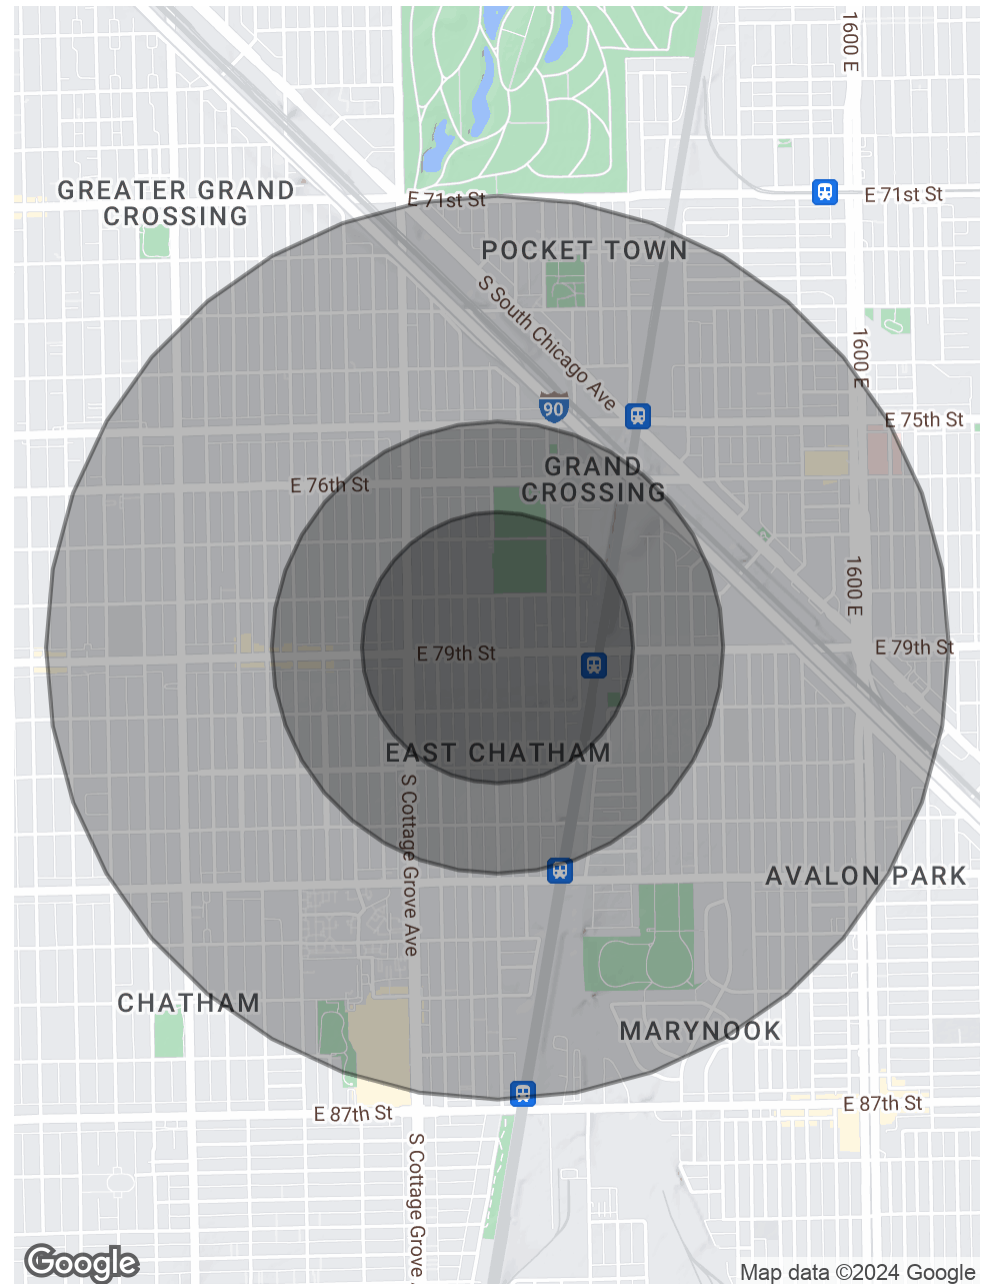 1600 E
E 71st St
GREATER GRAND
CROSSING
E 71st St
POCKET TOWN
S South Chicago Ave
1600 E
90
E 75th St
GRAND
CROSSING
E 76th St
1600 E
E 79th St
E 79th St
EAST CHATHAM
S Cottage Grove Ave
AVALON PARK
CHATHAM
MARYNOOK
E 87th St
E 87th St
S Cottage Grove
Google
Map data ©2024 Google